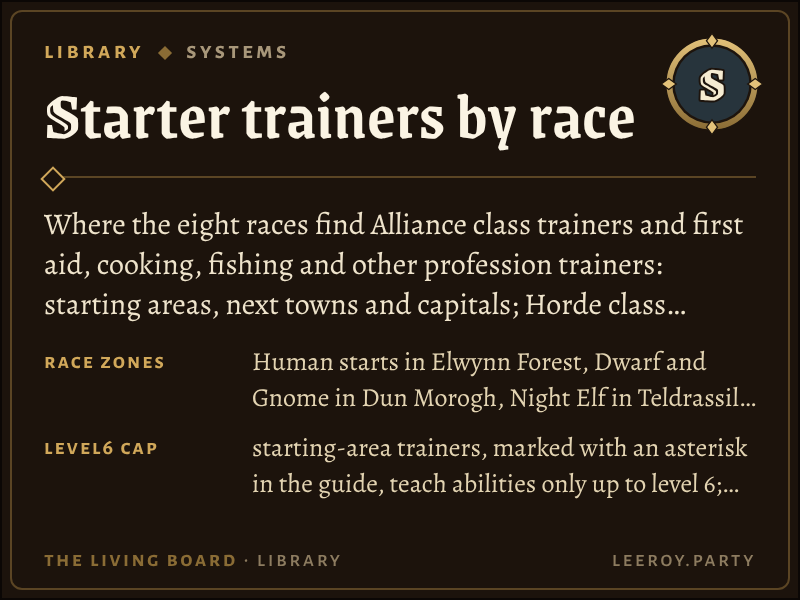 LIBRARY ◆ SYSTEMS
S
Starter trainers by race
Where the eight races find Alliance class trainers and first
aid, cooking, fishing and other profession trainers:
starting areas, next towns and capitals; Horde class…
RACE ZONES
Human starts in Elwynn Forest, Dwarf and
Gnome in Dun Morogh, Night Elf in Teldrassil…
LEVEL6 CAP
starting-area trainers, marked with an asterisk
in the guide, teach abilities only up to level 6;…
THE LIVING BOARD · LIBRARY
LEEROY.PARTY